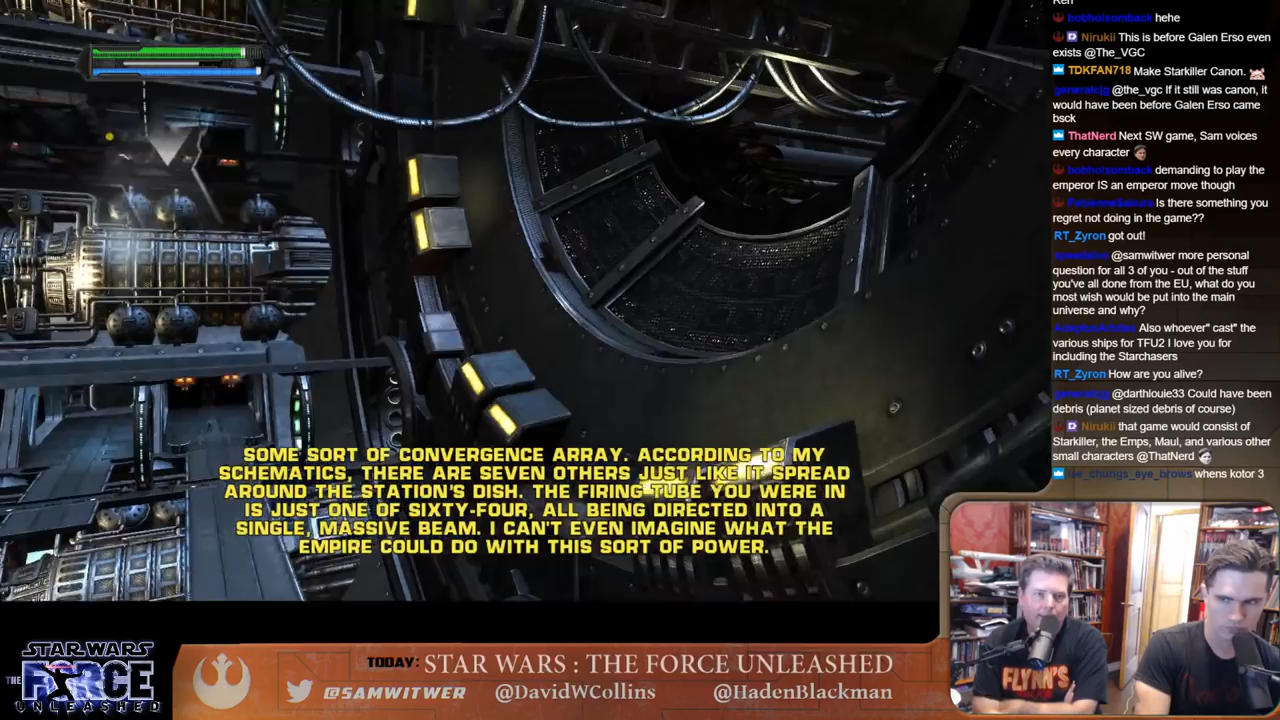 SOME SORT OF CONVERGENCE ARRAY. ACCORDING TO MY
SCHEMATICS, THERE ARE SEVEN OTHERS JUST LIKE IT SPREAD
AROUND THE STATION'S DISH. THE FIRING TUBE YOU WERE IN
IS JUST ONE OF SIXTY-FOUR, ALL BEING DIRECTED INTO A
SINGLE, MASSIVE BEAM. I CAN'T EVEN IMAGINE WHAT THE
EMPIRE COULD DO WITH THIS SORT OF POWER.
bobholsomback hehe
Nirukii This is before Galen Erso even
exists @The_VGC
TDKFAN718 Make Starkiller Canon.
generalcjg @the_vgc If it still was canon, it
would have been before Galen Erso came
bsck
ThatNerd Next SW game, Sam voices
every character
bobholsomback demanding to play the
emperor IS an emperor move though
Is there something you
regret not doing in the game??
RT_Zyron got out!
@samwitwer more personal
question for all 3 of you - out of the stuff
you've all done from the EU, what do you
most wish would be put into the main
universe and why?
Also whoever" cast" the
various ships for TFU2 I love you for
including the Starchasers
RT_Zyron How are you alive?
generalcjg @darthlouie33 Could have been
debris (planet sized debris of course)
Nirukii that game would consist of
Starkiller, the Emps, Maul, and various other
small characters @ThatNerd
lee_chungs_eye_brows whens kotor 3
FLYNN'S
STAR WARS
THE FORCE
UNLEASHED
TODAY: STAR WARS : THE FORCE UNLEASHED
@SAMWITWER @DavidWCollins @HadenBlackman